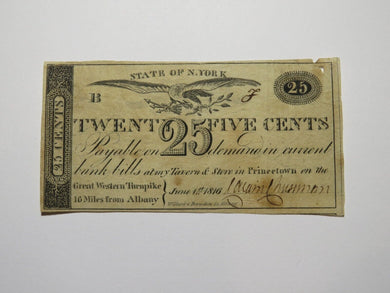 STATE OF N.YORK
B
25
25 CENTS
TWENTY 25 FIVE CENTS
Payable on demand in current
bank bills at my Tavern & Store in Princetown on the
Great Western Turnpike
16 Miles from Albany
June 1st 1816